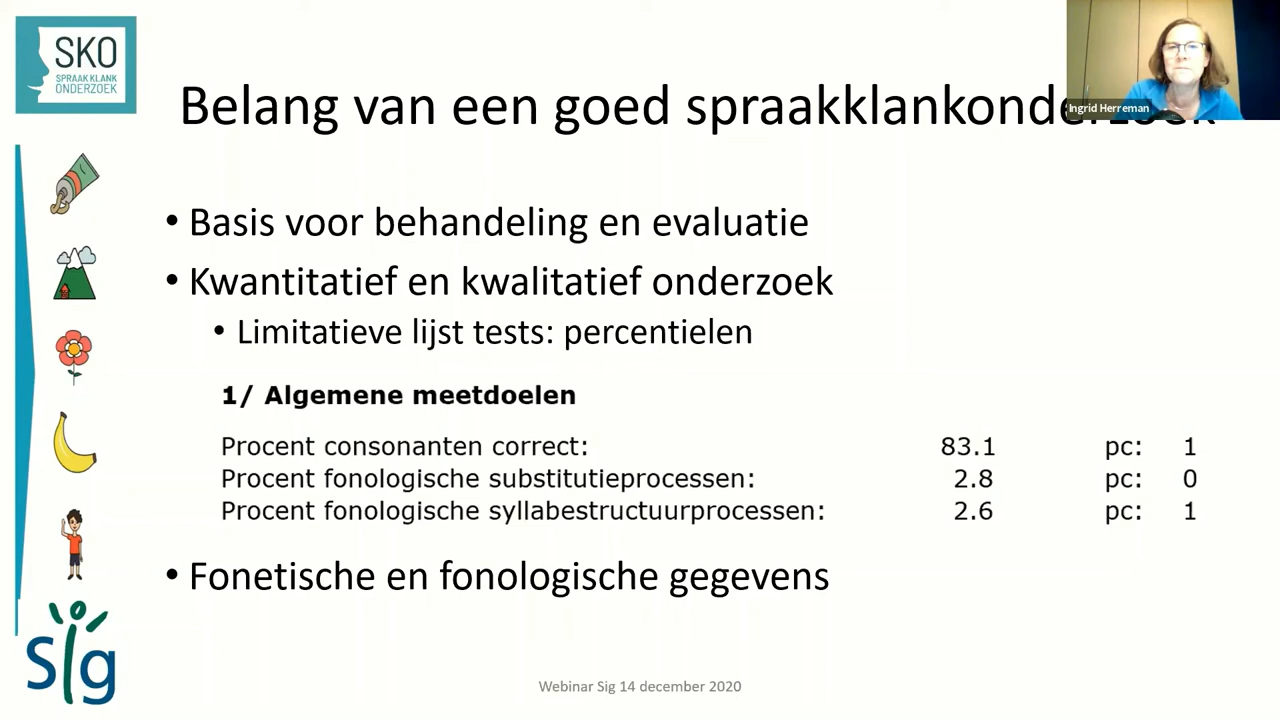 SKO
SPRAAK KLANK
ONDERZOEK
Ingrid Herreman
Belang van een goed spraakklankonderzoek
• Basis voor behandeling en evaluatie
• Kwantitatief en kwalitatief onderzoek
• Limitatieve lijst tests: percentielen
1/ Algemene meetdoelen
Procent consonanten correct: 83.1 pc: 1
Procent fonologische substitutieprocessen: 2.8 pc: 0
Procent fonologische syllabestructuurprocessen: 2.6 pc: 1
• Fonetische en fonologische gegevens
sig
Webinar Sig 14 december 2020